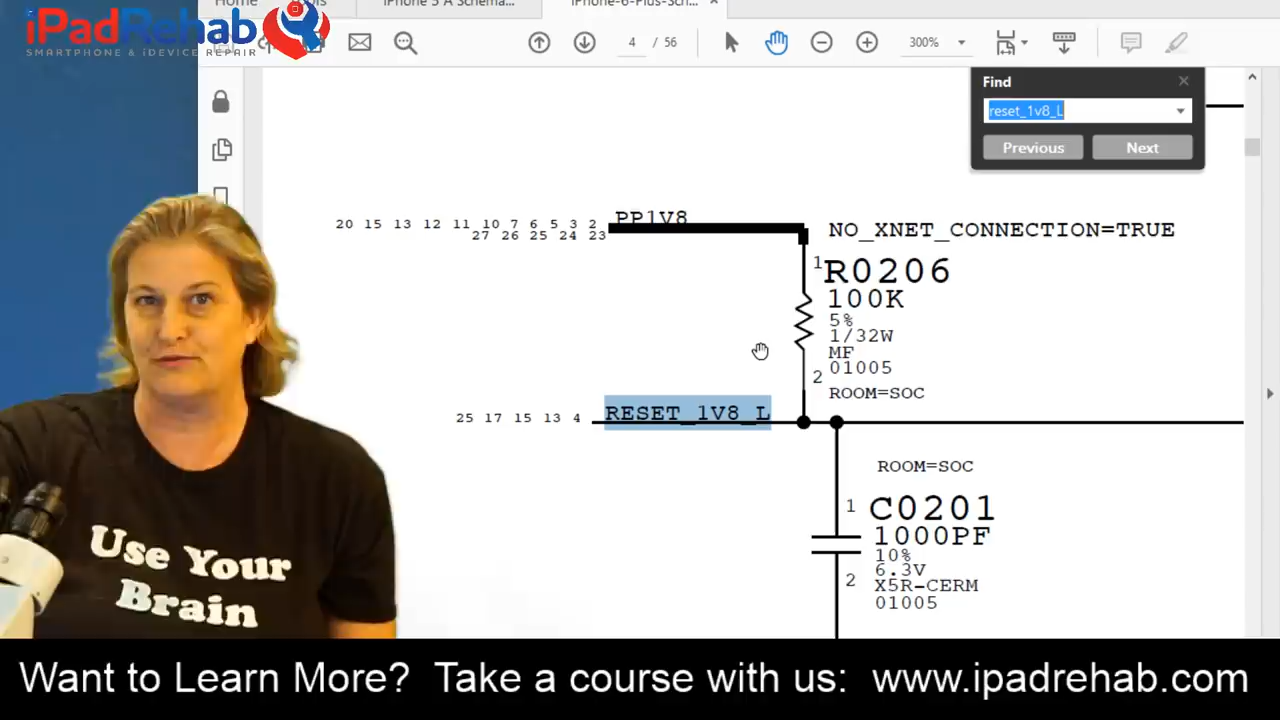 iPadRehab
SMARTPHONE & iDEVICE REPAIR
iPhone 5 A Schema...
iPhone-6-Plus-Sch...
4 / 56
300%
Find
reset_1v8_L
Previous
Next
20 15 13 12 11 10 7 6 5 3 2
27 26 25 24 23
PP1V8
NO_XNET_CONNECTION=TRUE
1
R0206
100K
5%
1/32W
MF
01005
2
ROOM=SOC
25 17 15 13 4
RESET_1V8_L
ROOM=SOC
1
C0201
1000PF
10%
6.3V
X5R-CERM
01005
2
Use Your
Brain
Want to Learn More? Take a course with us: www.ipadrehab.com